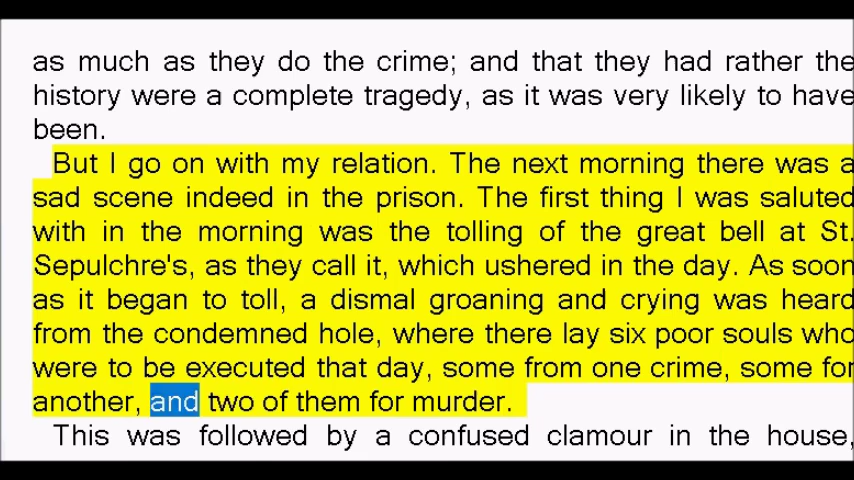 as much as they do the crime; and that they had rather the
history were a complete tragedy, as it was very likely to have
been.
But I go on with my relation. The next morning there was a
sad scene indeed in the prison. The first thing I was saluted
with in the morning was the tolling of the great bell at St.
Sepulchre's, as they call it, which ushered in the day. As soon
as it began to toll, a dismal groaning and crying was heard
from the condemned hole, where there lay six poor souls who
were to be executed that day, some from one crime, some for
another, and two of them for murder.
This was followed by a confused clamour in the house,